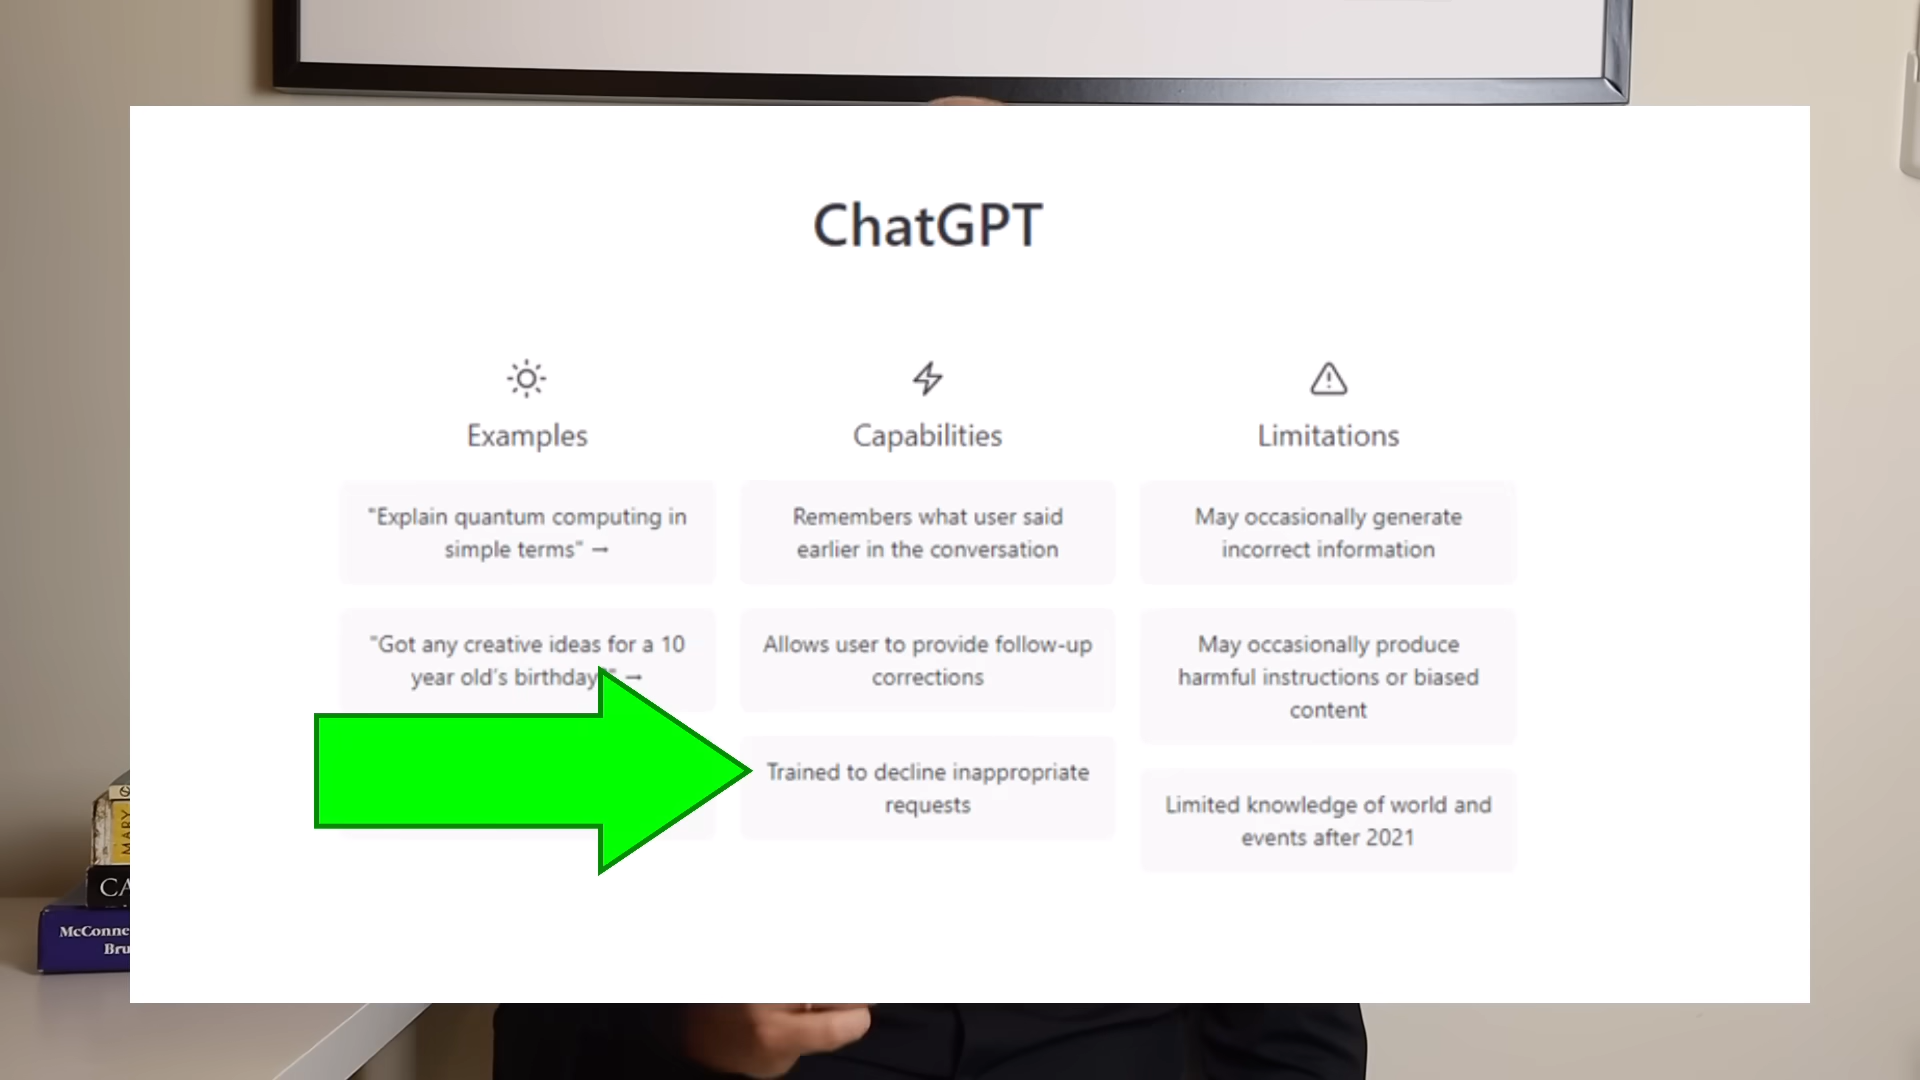 ChatGPT
Examples
"Explain quantum computing in
simple terms" →
"Got any creative ideas for a 10
year old's birthday?" →
Capabilities
Remembers what user said
earlier in the conversation
Allows user to provide follow-up
corrections
Trained to decline inappropriate
requests
Limitations
May occasionally generate
incorrect information
May occasionally produce
harmful instructions or biased
content
Limited knowledge of world and
events after 2021
MARY
CA
McConne
Bru